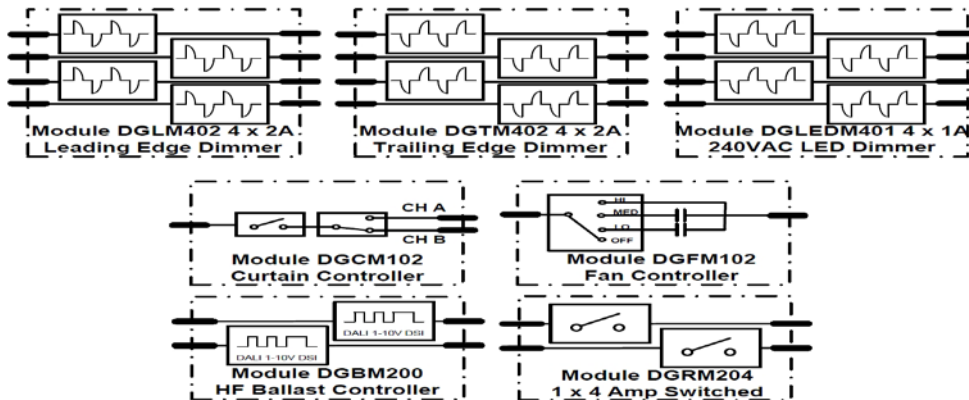 Module DGLM402 4 x 2A
Leading Edge Dimmer
Module DGTM402 4 x 2A
Trailing Edge Dimmer
Module DGLEDM401 4 x 1A
240VAC LED Dimmer
CH A
CH B
Module DGCM102
Curtain Controller
HI
MED
LO
OFF
Module DGFM102
Fan Controller
DALI 1-10V DSI
DALI 1-10V DSI
Module DGBM200
HF Ballast Controller
Module DGRM204
1 x 4 Amp Switched